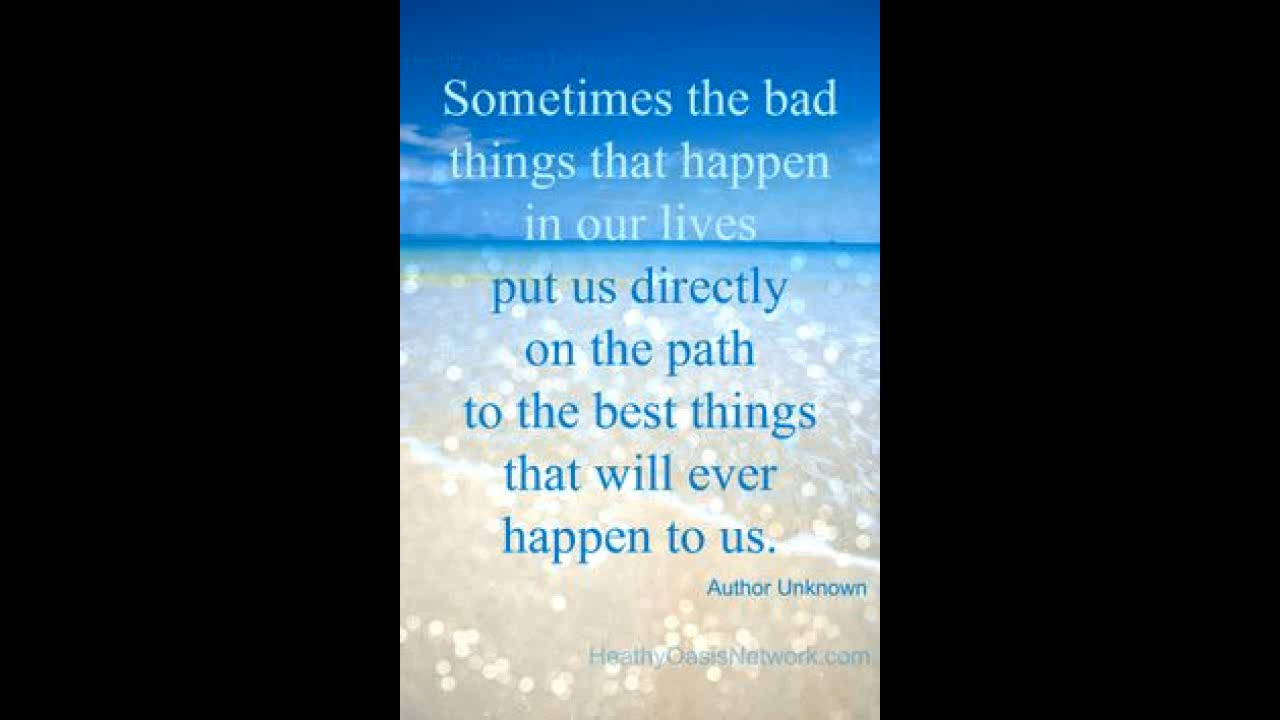 Sometimes the bad
things that happen
in our lives
put us directly
on the path
to the best things
that will ever
happen to us.
Author Unknown
HeathyOasisNetwork.com